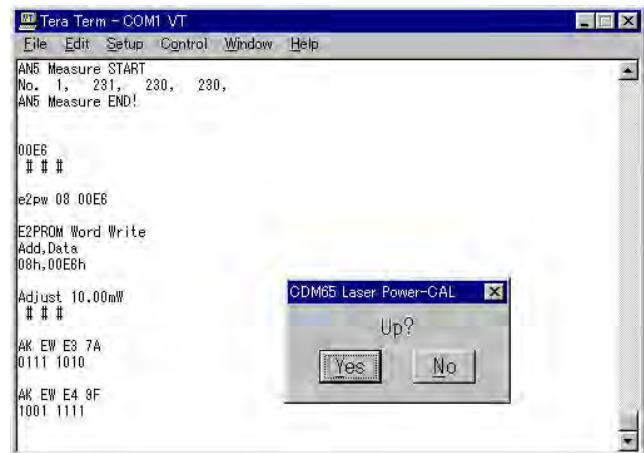 Tera Term - COM1 VT
File Edit Setup Control Window Help
AN5 Measure START
No. 1, 231, 230, 230,
AN5 Measure END!
00E6
# # #
e2pw 08 00E6
E2PROM Word Write
Add,Data
08h,00E6h
Adjust 10.00mW
# # #
AK EW E3 7A
0111 1010
AK EW E4 9F
1001 1111
CDM65 Laser Power-CAL
Up?
Yes No